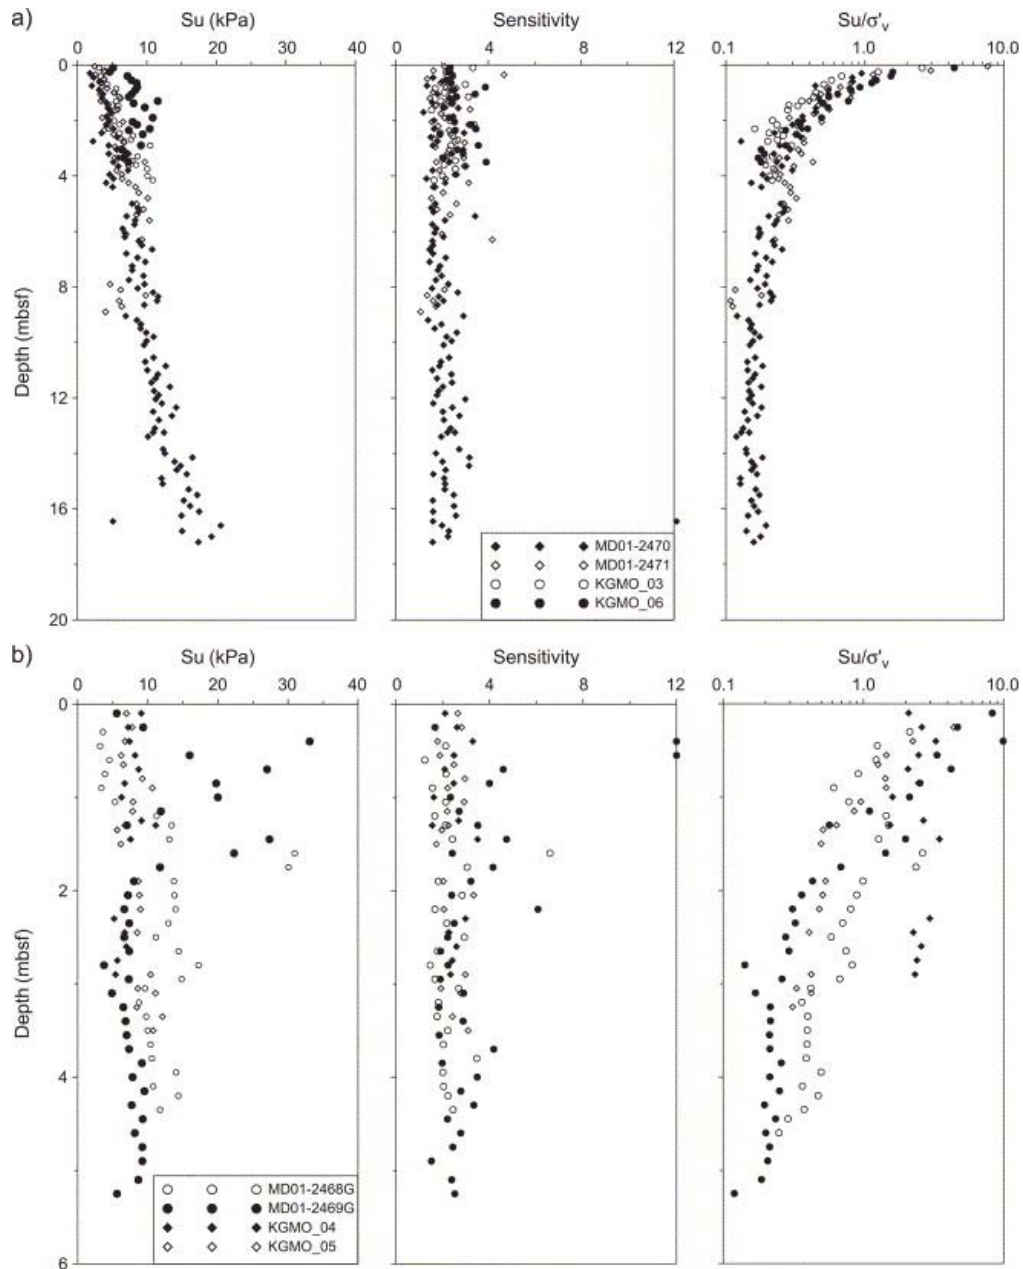 a)
Su (kPa)
Sensitivity
Su/σ'v
0 10 20 30 40
0 4 8 12
0.1 1.0 10.0
0
4
8
12
16
20
Depth (mbsf)
MD01-2470
MD01-2471
KGMO_03
KGMO_06
b)
Su (kPa)
Sensitivity
Su/σ'v
0 10 20 30 40
0 4 8 12
0.1 1.0 10.0
0
2
4
6
Depth (mbsf)
MD01-2468G
MD01-2469G
KGMO_04
KGMO_05